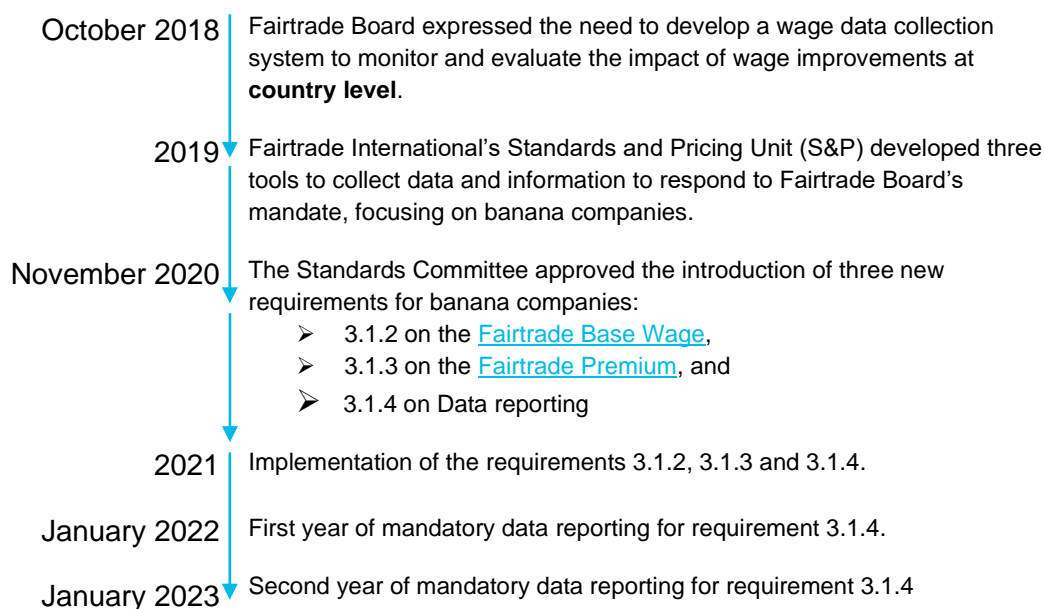 October 2018
Fairtrade Board expressed the need to develop a wage data collection
system to monitor and evaluate the impact of wage improvements at
country level.
2019
Fairtrade International's Standards and Pricing Unit (S&P) developed three
tools to collect data and information to respond to Fairtrade Board's
mandate, focusing on banana companies.
November 2020
The Standards Committee approved the introduction of three new
requirements for banana companies:
➢ 3.1.2 on the Fairtrade Base Wage,
➢ 3.1.3 on the Fairtrade Premium, and
➢ 3.1.4 on Data reporting
2021
Implementation of the requirements 3.1.2, 3.1.3 and 3.1.4.
January 2022
First year of mandatory data reporting for requirement 3.1.4.
January 2023
Second year of mandatory data reporting for requirement 3.1.4